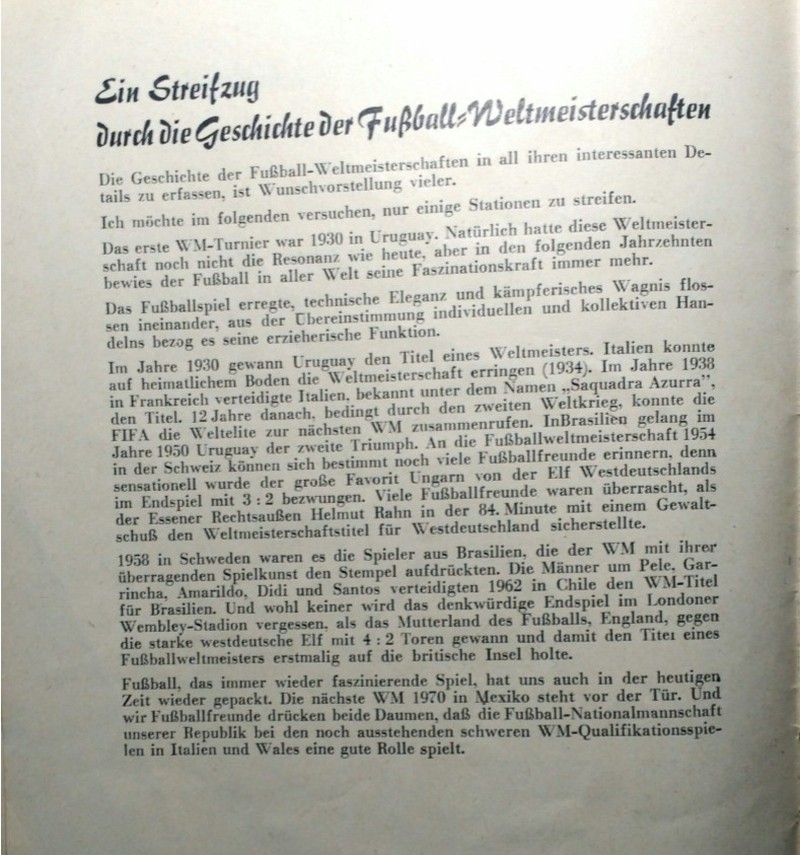 Ein Streifzug
durch die Geschichte der Fußball-Weltmeisterschaften
Die Geschichte der Fußball-Weltmeisterschaften in all ihren interessanten De-
tails zu erfassen, ist Wunschvorstellung vieler.
Ich möchte im folgenden versuchen, nur einige Stationen zu streifen.
Das erste WM-Turnier war 1930 in Uruguay. Natürlich hatte diese Weltmeister-
schaft noch nicht die Resonanz wie heute, aber in den folgenden Jahrzehnten
bewies der Fußball in aller Welt seine Faszinationskraft immer mehr.
Das Fußballspiel erregte, technische Eleganz und kämpferisches Wagnis flos-
sen ineinander, aus der Übereinstimmung individuellen und kollektiven Han-
delns bezog es seine erzieherische Funktion.
Im Jahre 1930 gewann Uruguay den Titel eines Weltmeisters. Italien konnte
auf heimatlichem Boden die Weltmeisterschaft erringen (1934). Im Jahre 1938
in Frankreich verteidigte Italien, bekannt unter dem Namen „Saquadra Azurra”,
den Titel. 12 Jahre danach, bedingt durch den zweiten Weltkrieg, konnte die
FIFA die Weltelite zur nächsten WM zusammenrufen. InBrasilien gelang im
Jahre 1950 Uruguay der zweite Triumph. An die Fußballweltmeisterschaft 1954
in der Schweiz können sich bestimmt noch viele Fußballfreunde erinnern, denn
sensationell wurde der große Favorit Ungarn von der Elf Westdeutschlands
im Endspiel mit 3 : 2 bezwungen. Viele Fußballfreunde waren überrascht, als
der Essener Rechtsaußen Helmut Rahn in der 84. Minute mit einem Gewalt-
schuß den Weltmeisterschaftstitel für Westdeutschland sicherstellte.
1958 in Schweden waren es die Spieler aus Brasilien, die der WM mit ihrer
überragenden Spielkunst den Stempel aufdrückten. Die Männer um Pele, Gar-
rincha, Amarildo, Didi und Santos verteidigten 1962 in Chile den WM-Titel
für Brasilien. Und wohl keiner wird das denkwürdige Endspiel im Londoner
Wembley-Stadion vergessen, als das Mutterland des Fußballs, England, gegen
die starke westdeutsche Elf mit 4 : 2 Toren gewann und damit den Titel eines
Fußballweltmeisters erstmalig auf die britische Insel holte.
Fußball, das immer wieder faszinierende Spiel, hat uns auch in der heutigen
Zeit wieder gepackt. Die nächste WM 1970 in Mexiko steht vor der Tür. Und
wir Fußballfreunde drücken beide Daumen, daß die Fußball-Nationalmannschaft
unserer Republik bei den noch ausstehenden schweren WM-Qualifikationsspie-
len in Italien und Wales eine gute Rolle spielt.